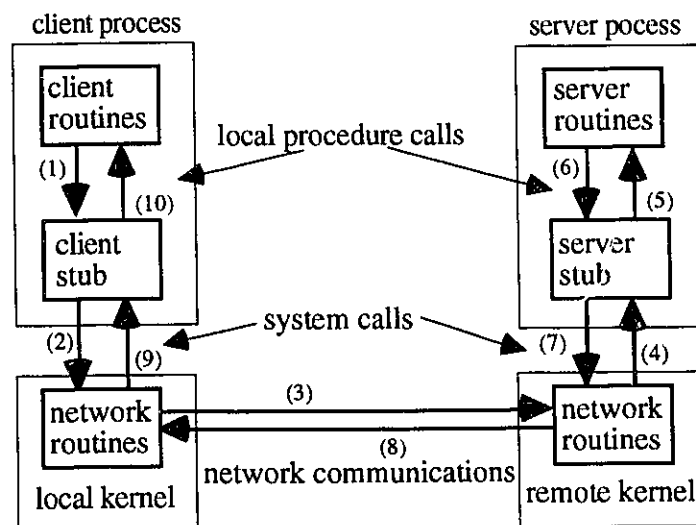 client process
server pocess
client
routines
server
routines
local procedure calls
(1)
(10)
(6)
(5)
client
stub
server
stub
system calls
(2)
(9)
(7)
(4)
(3)
network
routines
network
routines
(8)
network communications
local kernel
remote kernel